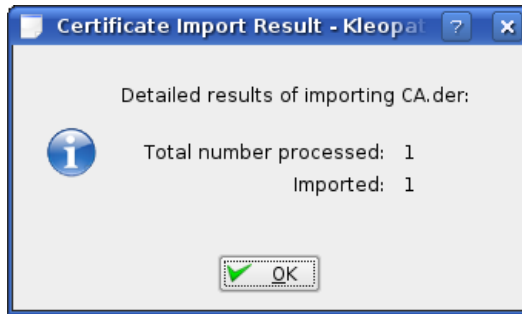 Certificate Import Result - Kleopat
Detailed results of importing CA.der:
Total number processed: 1
Imported: 1
OK